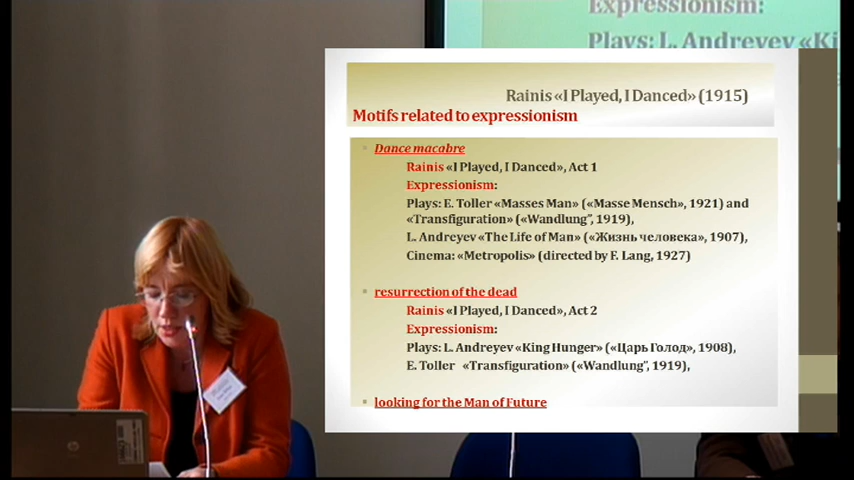 Expressionism:
Plays: L. Andreyev «Ki
Rainis «I Played, I Danced» (1915)
Motifs related to expressionism
Dance macabre
Rainis «I Played, I Danced», Act 1
Expressionism:
Plays: E. Toller «Masses Man» («Masse Mensch», 1921) and
«Transfiguration» («Wandlung”, 1919),
L. Andreyev «The Life of Man» («Жизнь человека», 1907),
Cinema: «Metropolis» (directed by F. Lang, 1927)
resurrection of the dead
Rainis «I Played, I Danced», Act 2
Expressionism:
Plays: L. Andreyev «King Hunger» («Царь Голод», 1908),
E. Toller «Transfiguration» («Wandlung”, 1919),
looking for the Man of Future
hp